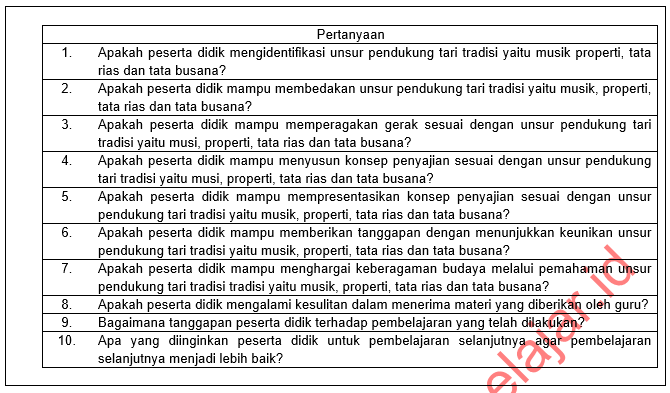 Pertanyaan
1. Apakah peserta didik mengidentifikasi unsur pendukung tari tradisi yaitu musik properti, tata
rias dan tata busana?
2. Apakah peserta didik mampu membedakan unsur pendukung tari tradisi yaitu musik, properti,
tata rias dan tata busana?
3. Apakah peserta didik mampu memperagakan gerak sesuai dengan unsur pendukung tari
tradisi yaitu musi, properti, tata rias dan tata busana?
4. Apakah peserta didik mampu menyusun konsep penyajian sesuai dengan unsur pendukung
tari tradisi yaitu musi, properti, tata rias dan tata busana?
5. Apakah peserta didik mampu mempresentasikan konsep penyajian sesuai dengan unsur
pendukung tari tradisi yaitu musik, properti, tata rias dan tata busana?
6. Apakah peserta didik mampu memberikan tanggapan dengan menunjukkan keunikan unsur
pendukung tari tradisi yaitu musik, properti, tata rias dan tata busana?
7. Apakah peserta didik mampu menghargai keberagaman budaya melalui pemahaman unsur
pendukung tari tradisi tradisi yaitu musik, properti, tata rias dan tata busana?
8. Apakah peserta didik mengalami kesulitan dalam menerima materi yang diberikan oleh guru?
9. Bagaimana tanggapan peserta didik terhadap pembelajaran yang telah dilakukan?
10. Apa yang diinginkan peserta didik untuk pembelajaran selanjutnya agar pembelajaran
selanjutnya menjadi lebih baik?
elajar.id